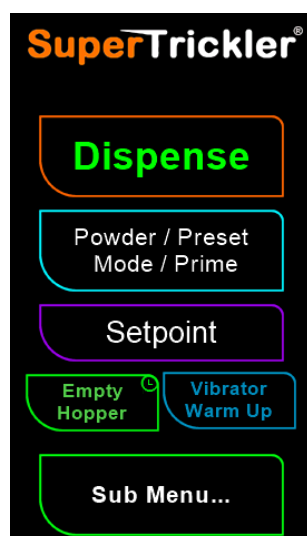 SuperTrickler®
Dispense
Powder / Preset
Mode / Prime
Setpoint
Empty
Hopper
Vibrator
Warm Up
Sub Menu...